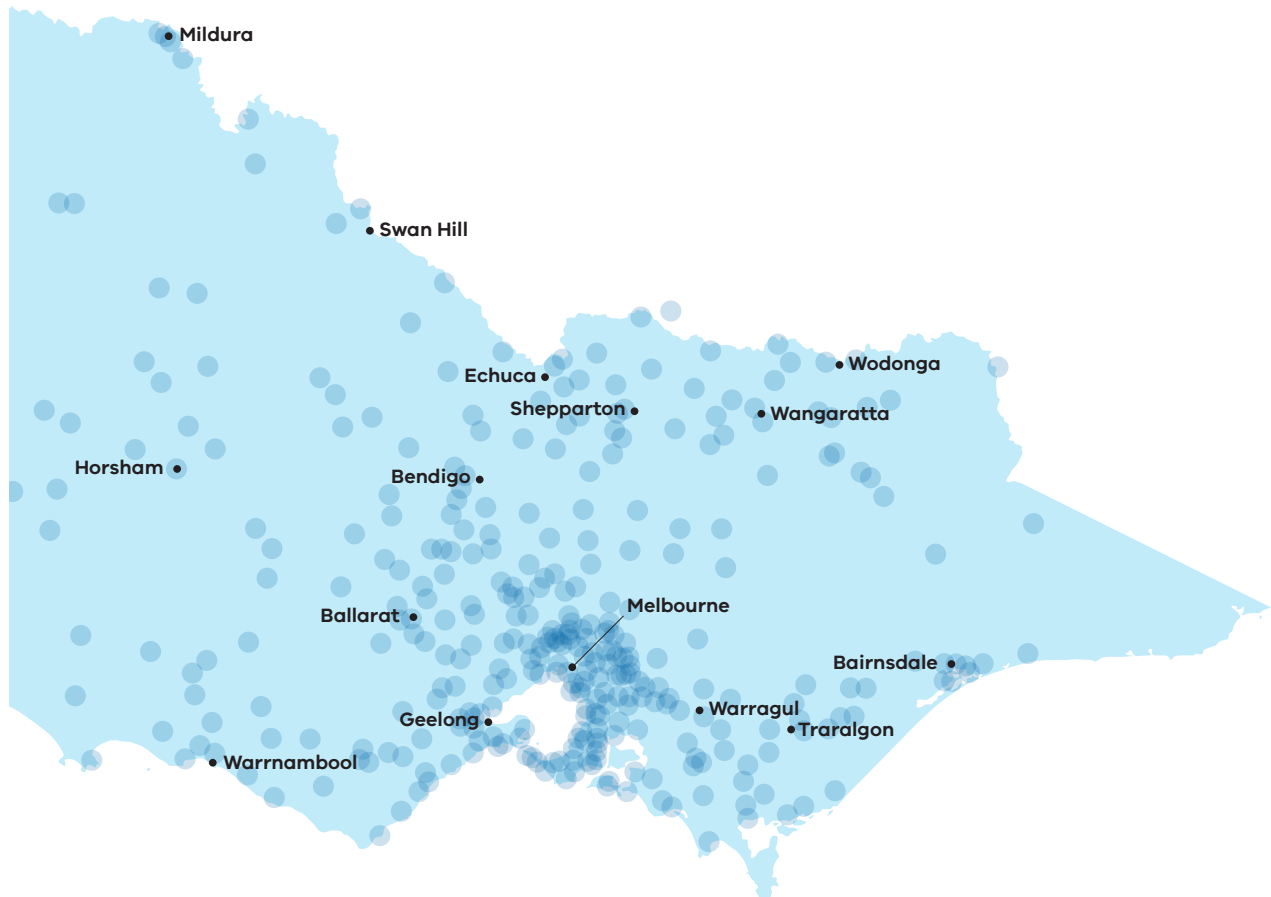 Mildura
Swan Hill
Echuca
Wodonga
Shepparton
Wangaratta
Horsham
Bendigo
Melbourne
Ballarat
Bairnsdale
Warragul
Geelong
Traralgon
Warrnambool